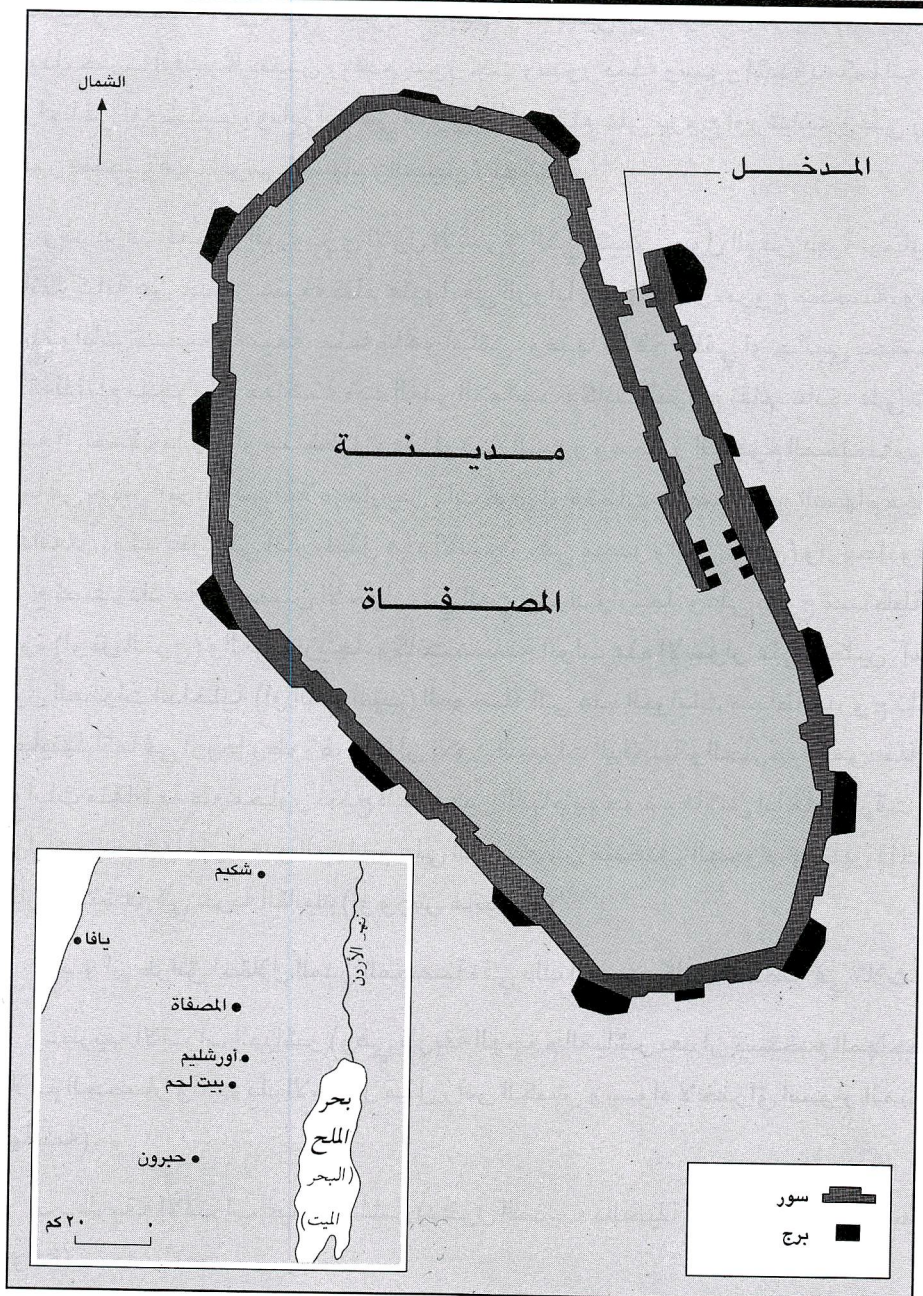 الشمال
المدخل
مدينة
المصفاة
شكيم
يافا
نهر الأردن
المصفاة
أورشليم
بيت لحم
بحر
الملح
(البحر
الميت)
حبرون
٢٠ كم
٠
سور
برج